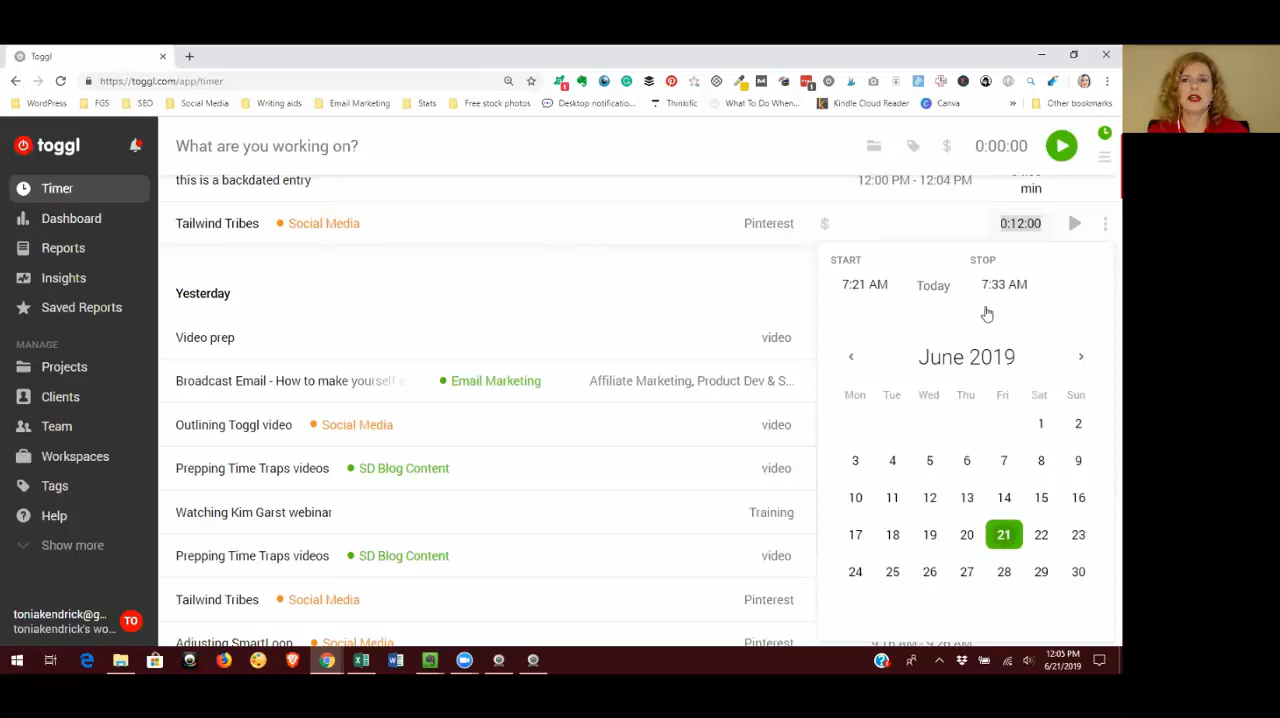 Toggl
https://toggl.com/app/timer
WordPress FGS SEO Social Media Writing aids Email Marketing Stats Free stock photos Desktop notificatio... Thinkific What To Do When... Kindle Cloud Reader Canva » Other bookmarks
toggl
What are you working on? $ 0:00:00
this is a backdated entry 12:00 PM - 12:04 PM
min
Timer
Tailwind Tribes Social Media Pinterest $ 0:12:00
Dashboard
Reports
START STOP
Insights
7:21 AM Today 7:33 AM
Yesterday
Saved Reports
Video prep video
MANAGE
June 2019
Projects
Broadcast Email - How to make yourself Email Marketing Affiliate Marketing, Product Dev & S...
Mon Tue Wed Thu Fri Sat Sun
Clients
Outlining Toggl video Social Media video
1 2
Team
Workspaces
Prepping Time Traps videos SD Blog Content video
3 4 5 6 7 8 9
Tags
10 11 12 13 14 15 16
Watching Kim Garst webinar Training
Help
17 18 19 20 21 22 23
Show more
Prepping Time Traps videos SD Blog Content video
24 25 26 27 28 29 30
Tailwind Tribes Social Media Pinterest
toniakendrick@g...
toniakendrick's wo... TO
Adjusting SmartLoop Social Media Pinterest 9:16 AM - 9:26 AM
12:05 PM
6/21/2019